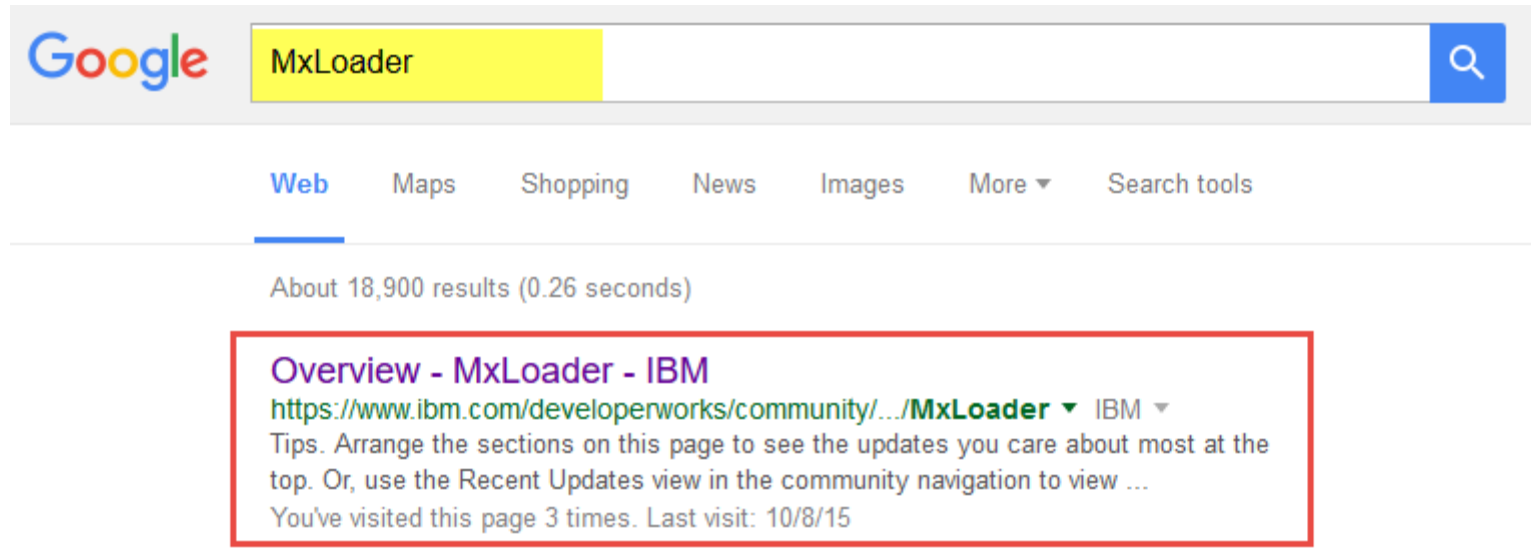 Google MxLoader
Web Maps Shopping News Images More Search tools
About 18,900 results (0.26 seconds)
Overview - MxLoader - IBM
https://www.ibm.com/developerworks/community/.../MxLoader IBM
Tips. Arrange the sections on this page to see the updates you care about most at the
top. Or, use the Recent Updates view in the community navigation to view ...
You've visited this page 3 times. Last visit: 10/8/15